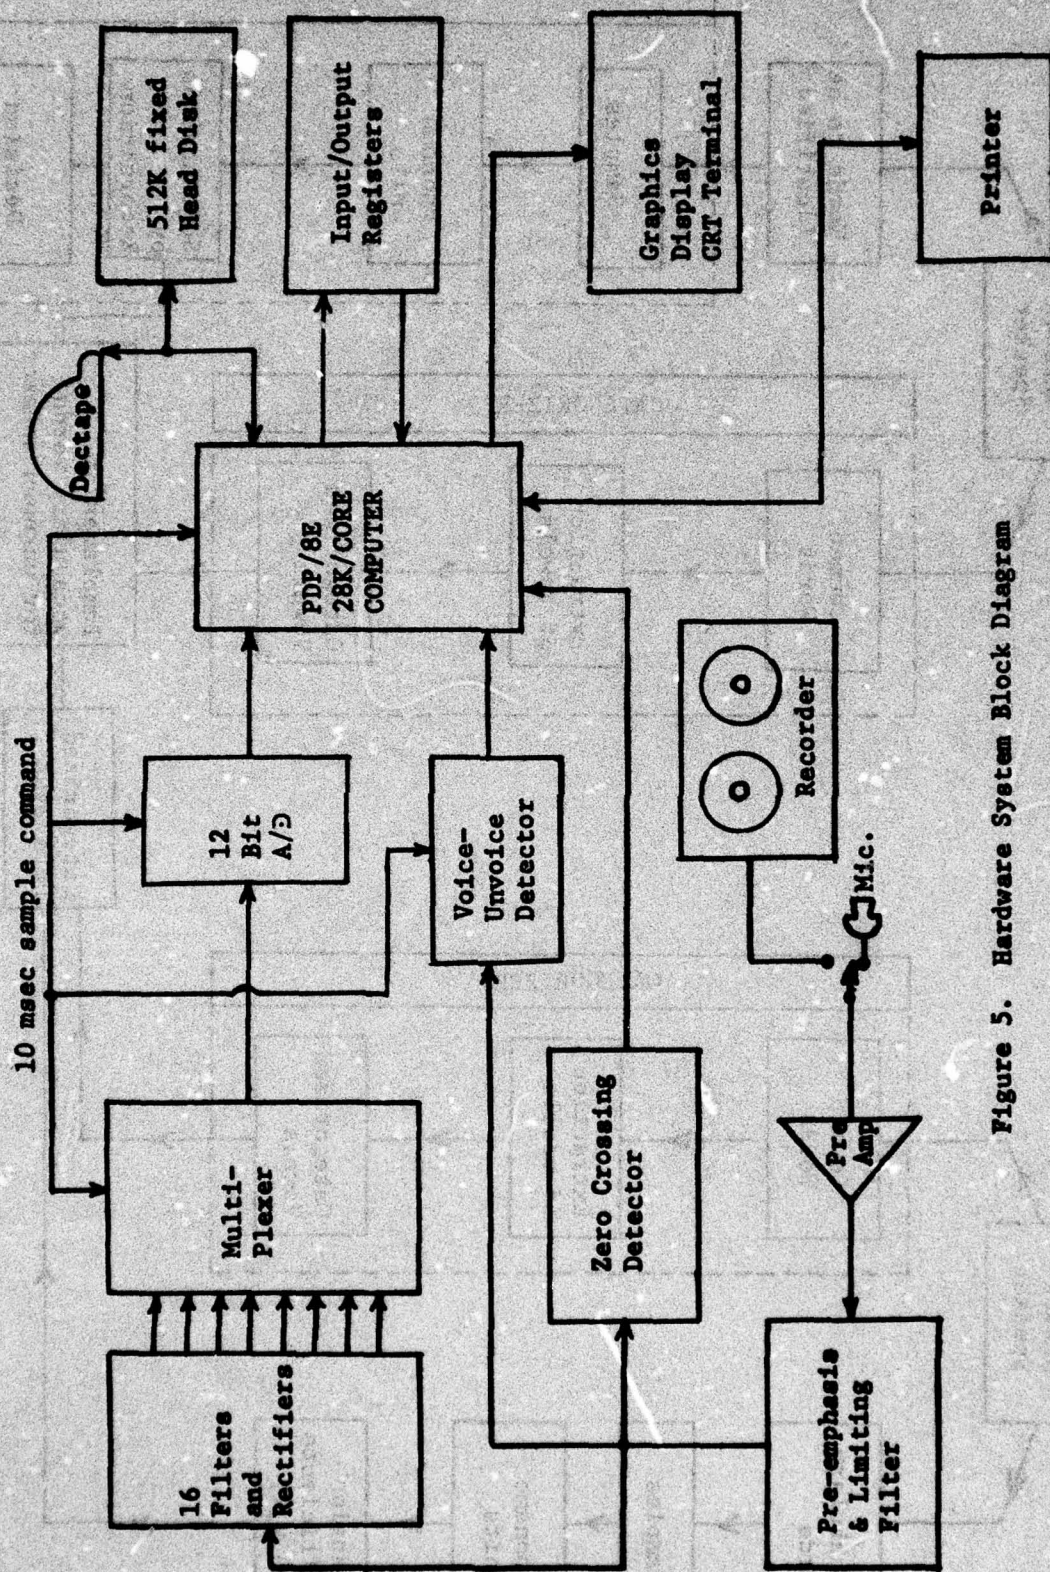 10 msec sample command
16
Filters
and
Rectifiers
Multi-
Plexer
12
Bit
A/D
PDP/8E
28K/CORE
COMPUTER
Dectape
512K fixed
Head Disk
Input/Output
Registers
Graphics
Display
CRT Terminal
Printer
Voice-
Unvoice
Detector
Zero Crossing
Detector
Recorder
Mic.
Pre
Amp
Pre-emphasis
& Limiting
Filter
Figure 5. Hardware System Block Diagram